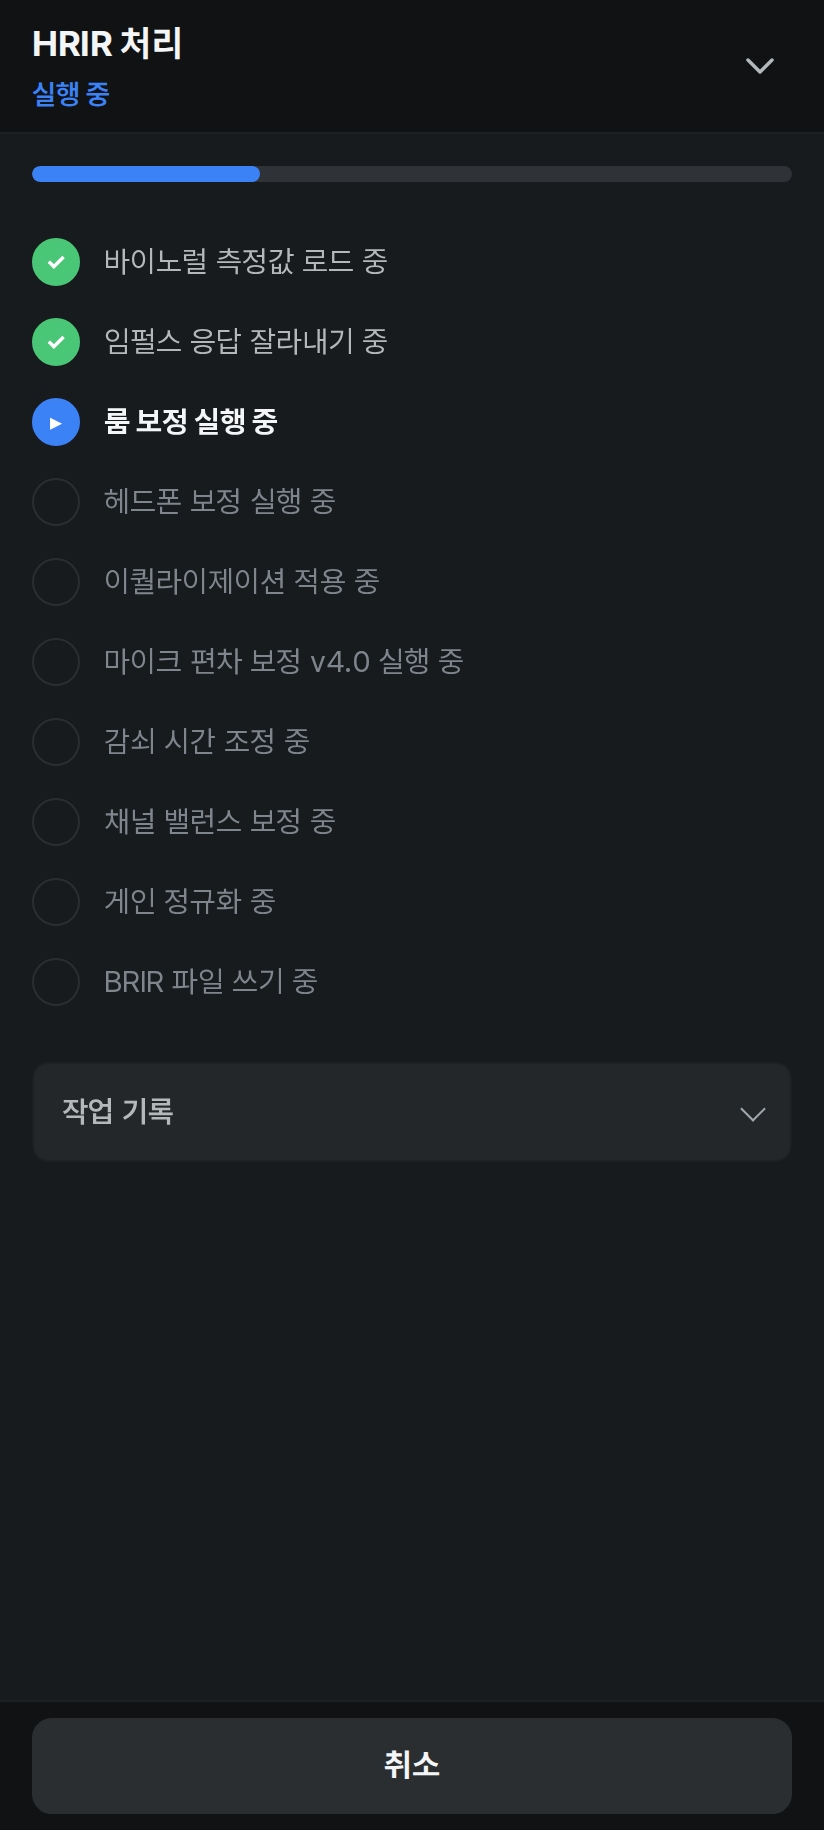 HRIR 처리
실행 중
바이노럴 측정값 로드 중
임펄스 응답 잘라내기 중
룸 보정 실행 중
헤드폰 보정 실행 중
이퀄라이제이션 적용 중
마이크 편차 보정 v4.0 실행 중
감쇠 시간 조정 중
채널 밸런스 보정 중
게인 정규화 중
BRIR 파일 쓰기 중
작업 기록
취소